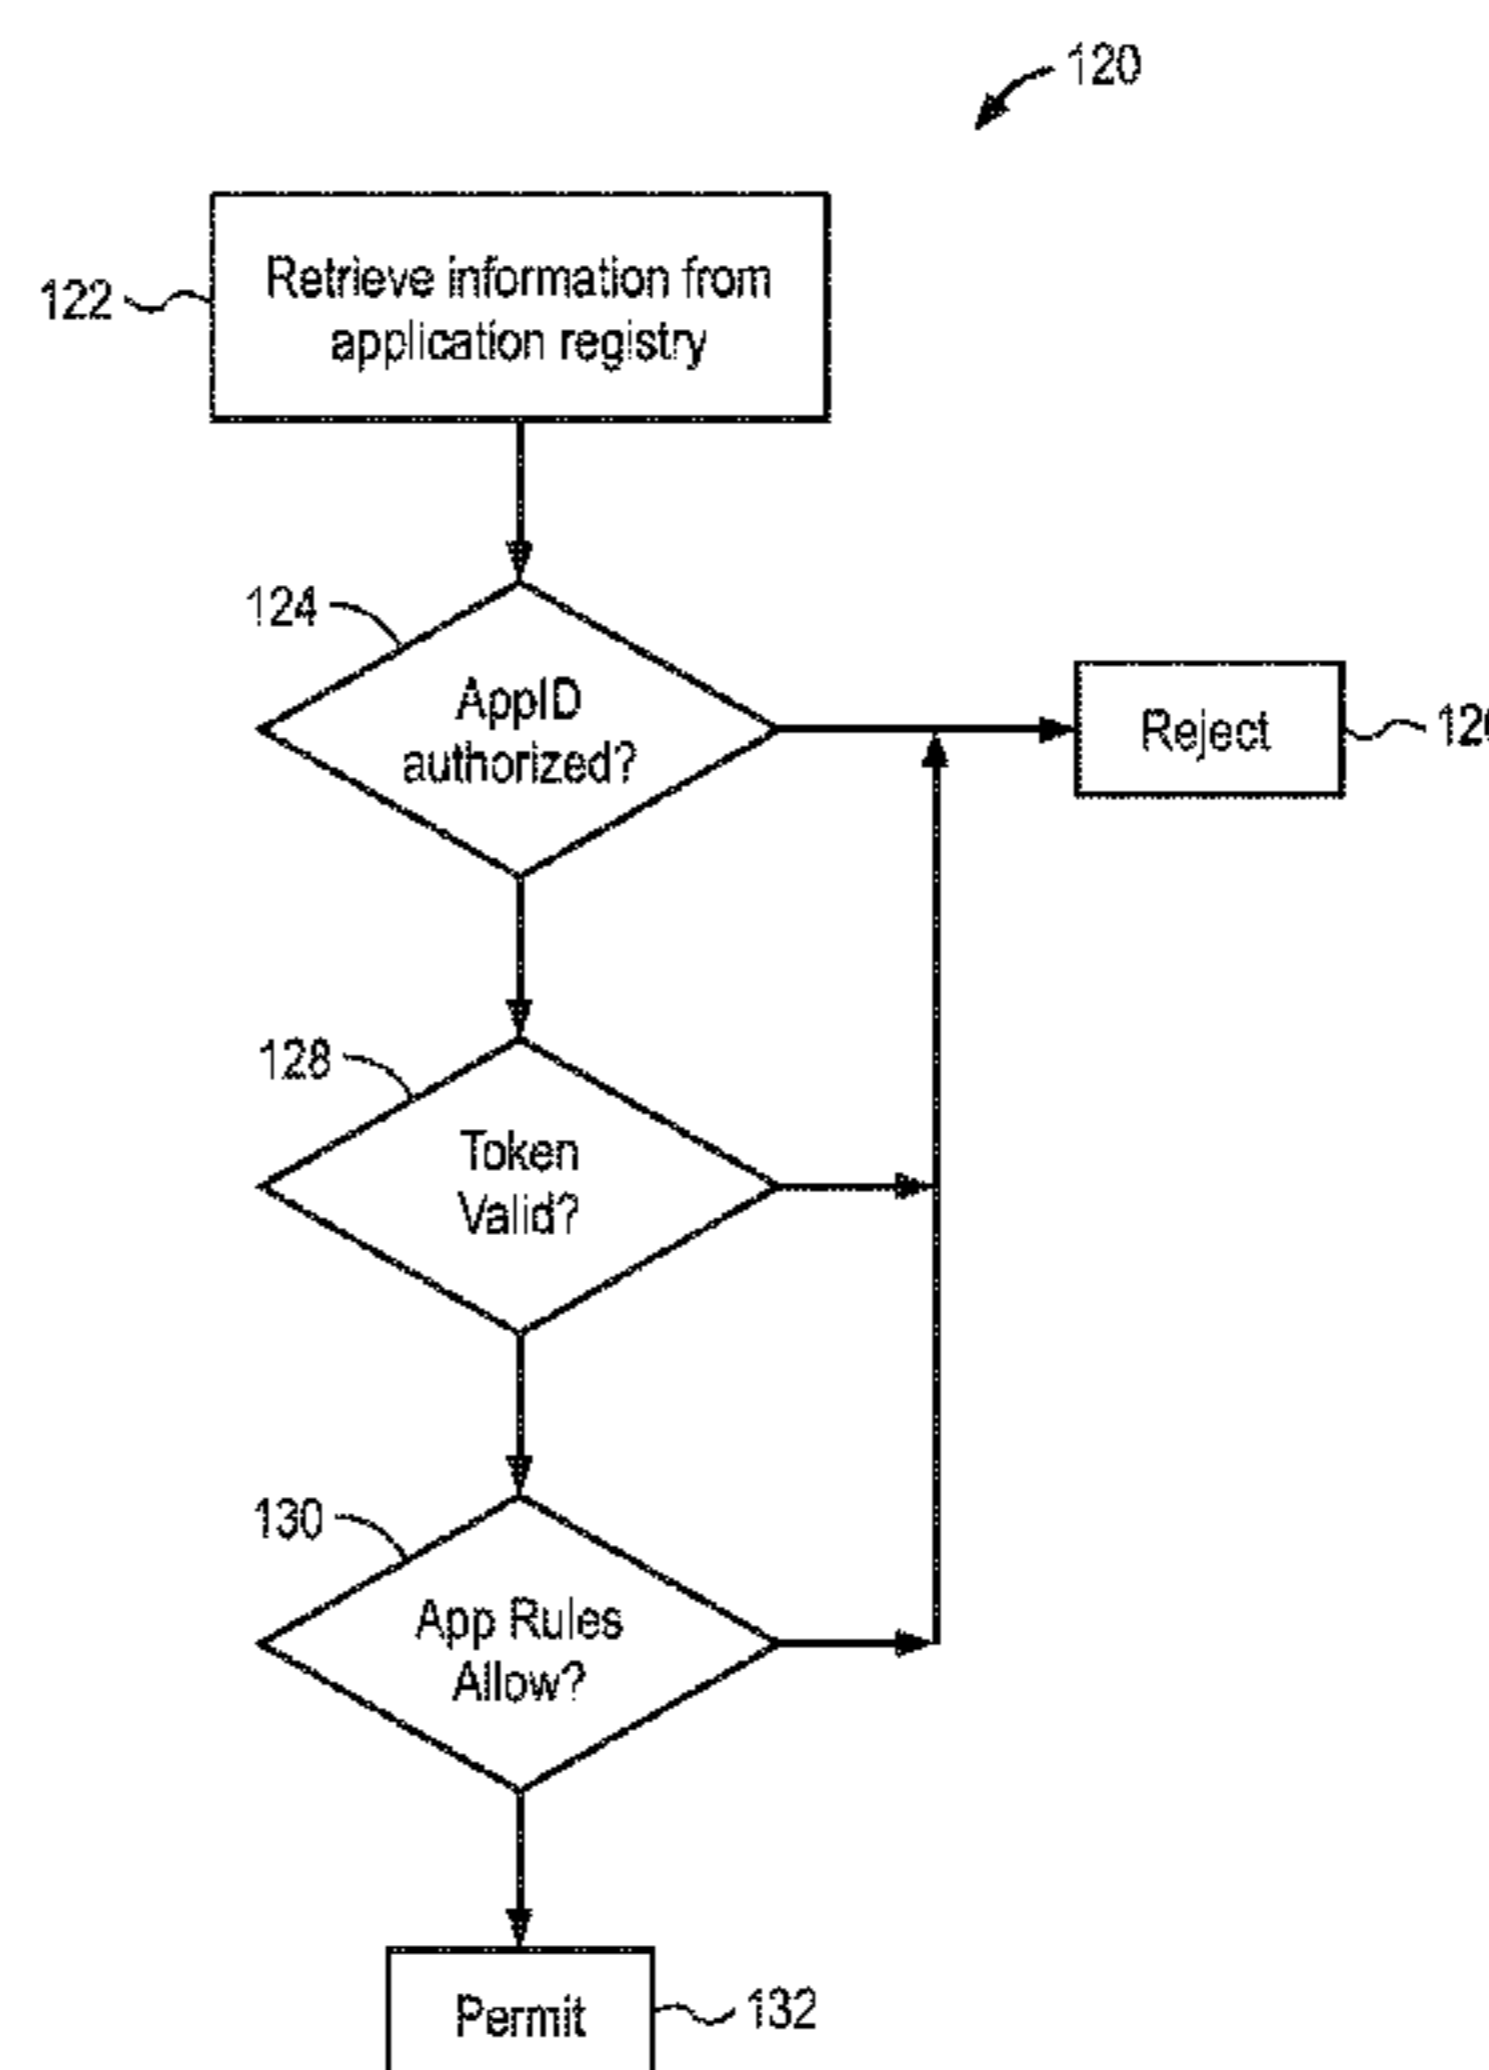 120
122
Retrieve information from
application registry
124
AppID
authorized?
Reject
128
Token
Valid?
130
App Rules
Allow?
Permit
132